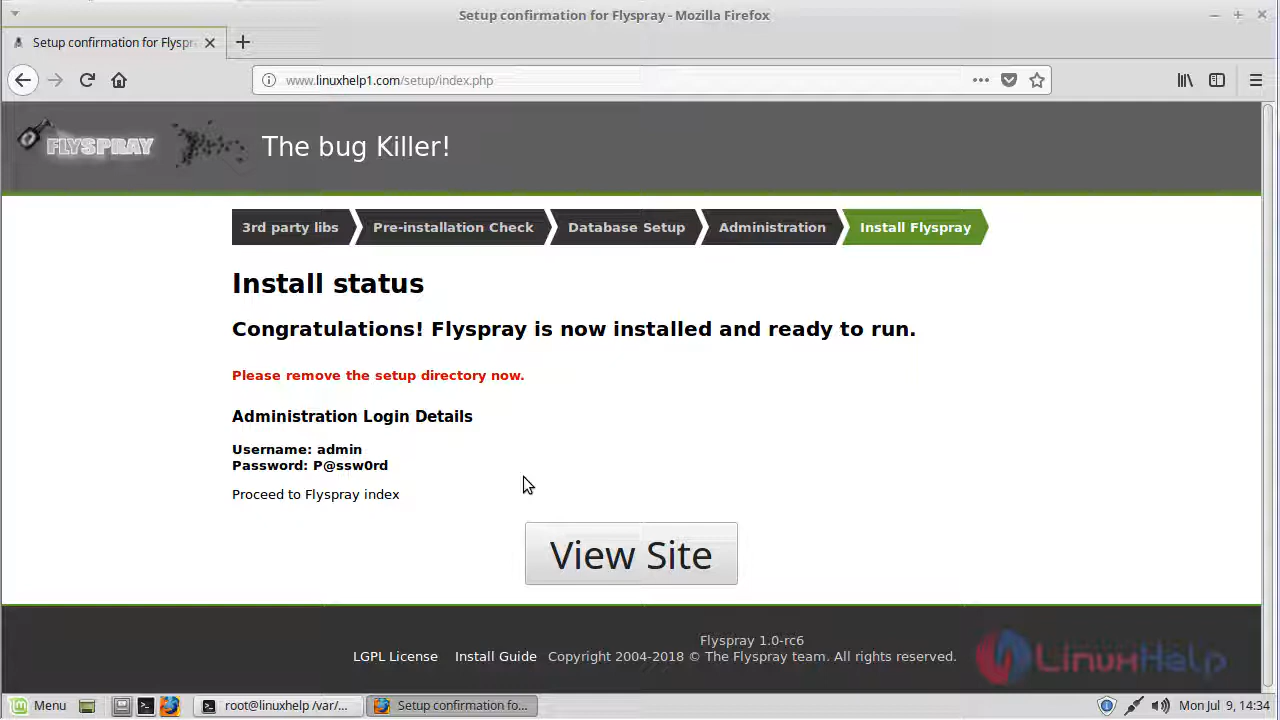 Setup confirmation for Flyspray - Mozilla Firefox
Setup confirmation for Flyspr
www.linuxhelp1.com/setup/index.php
FLYSPRAY The bug Killer!
3rd party libs Pre-installation Check Database Setup Administration Install Flyspray
Install status
Congratulations! Flyspray is now installed and ready to run.
Please remove the setup directory now.
Administration Login Details
Username: admin
Password: P@ssw0rd
Proceed to Flyspray index
View Site
Flyspray 1.0-rc6
LGPL License Install Guide Copyright 2004-2018 © The Flyspray team. All rights reserved.
LinuxHelp
Menu root@linuxhelp /var/... Setup confirmation fo... Mon Jul 9, 14:34